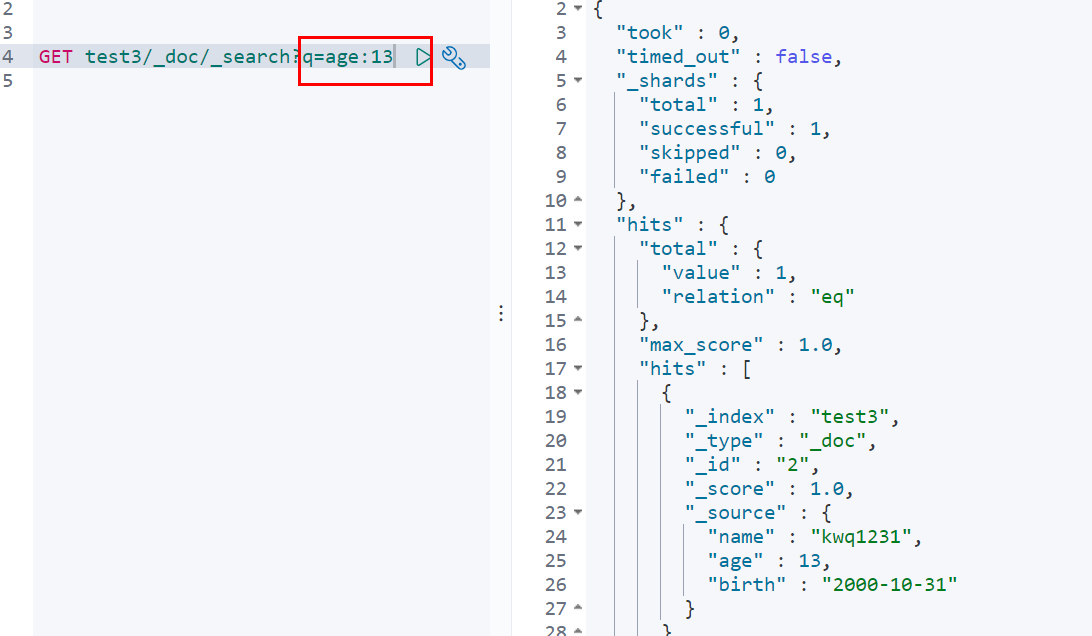 2
3
4 GET test3/_doc/_search?q=age:13
5
2 {
3 "took" : 0,
4 "timed_out" : false,
5 "_shards" : {
6 "total" : 1,
7 "successful" : 1,
8 "skipped" : 0,
9 "failed" : 0
10 },
11 "hits" : {
12 "total" : {
13 "value" : 1,
14 "relation" : "eq"
15 },
16 "max_score" : 1.0,
17 "hits" : [
18 {
19 "_index" : "test3",
20 "_type" : "_doc",
21 "_id" : "2",
22 "_score" : 1.0,
23 "_source" : {
24 "name" : "kwq1231",
25 "age" : 13,
26 "birth" : "2000-10-31"
27 }
28 }